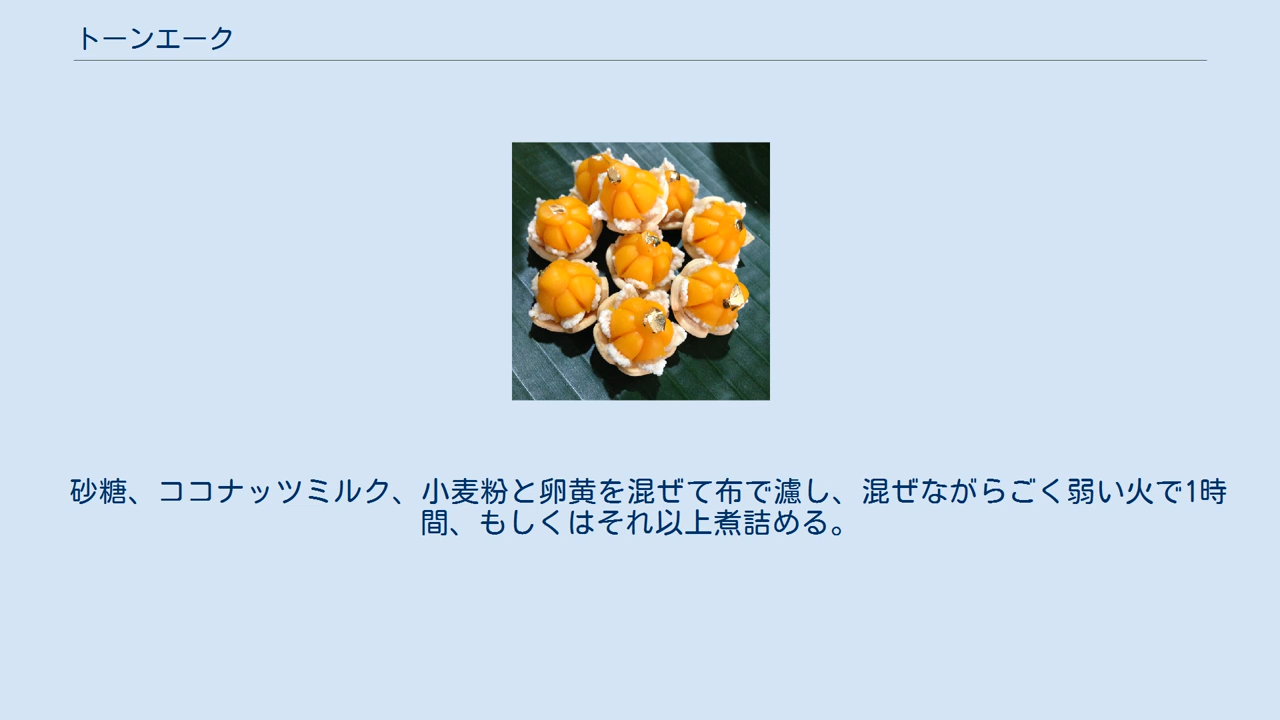 トーンエーク
砂糖、ココナッツミルク、小麦粉と卵黄を混ぜて布で濾し、混ぜながらごく弱い火で1時
間、もしくはそれ以上煮詰める。